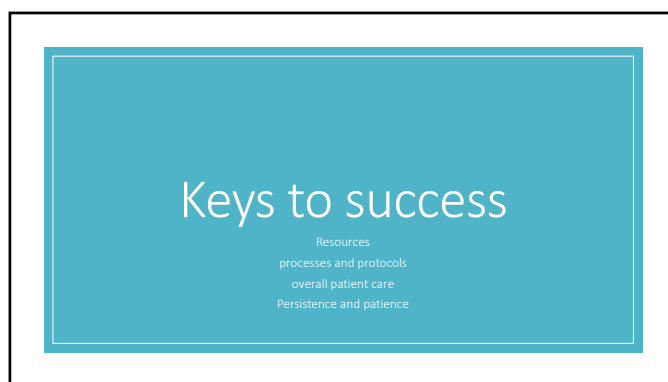 Keys to success
Resources
processes and protocols
overall patient care
Persistence and patience